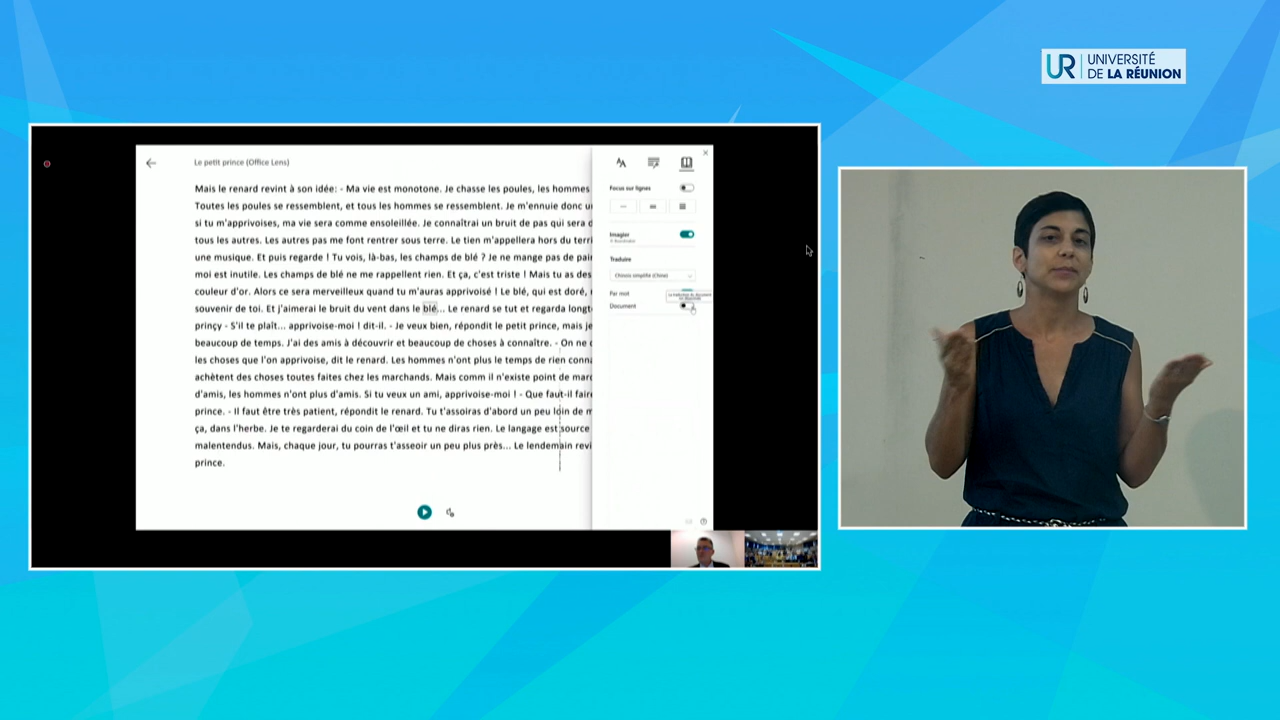 UR UNIVERSITÉ
DE LA RÉUNION
Le petit prince (Office Lens)
Mais le renard revint à son idée: - Ma vie est monotone. Je chasse les poules, les hommes
Toutes les poules se ressemblent, et tous les hommes se ressemblent. Je m'ennuie donc u
si tu m'apprivoises, ma vie sera comme ensoleillée. Je connaîtrai un bruit de pas qui sera d
tous les autres. Les autres pas me font rentrer sous terre. Le tien m'appellera hors du terri
une musique. Et puis regarde ! Tu vois, là-bas, les champs de blé ? Je ne mange pas de pai
moi est inutile. Les champs de blé ne me rappellent rien. Et ça, c'est triste ! Mais tu as des
couleur d'or. Alors ce sera merveilleux quand tu m'auras apprivoisé ! Le blé, qui est doré,
souvenir de toi. Et j'aimerai le bruit du vent dans le blé... Le renard se tut et regarda longt
prinçy - S'il te plaît... apprivoise-moi ! dit-il. - Je veux bien, répondit le petit prince, mais je
beaucoup de temps. J'ai des amis à découvrir et beaucoup de choses à connaître. - On ne c
les choses que l'on apprivoise, dit le renard. Les hommes n'ont plus le temps de rien conna
achètent des choses toutes faites chez les marchands. Mais comm il n'existe point de marc
d'amis, les hommes n'ont plus d'amis. Si tu veux un ami, apprivoise-moi ! - Que faut-il faire
prince. - Il faut être très patient, répondit le renard. Tu t'assoiras d'abord un peu loin de m
ça, dans l'herbe. Je te regarderai du coin de l'œil et tu ne diras rien. Le langage est source
malentendus. Mais, chaque jour, tu pourras t'asseoir un peu plus près... Le lendemain revi
prince.
Focus sur lignes
Imagier
Traduire
Chinois simplifié (Chine)
Par mot
Document